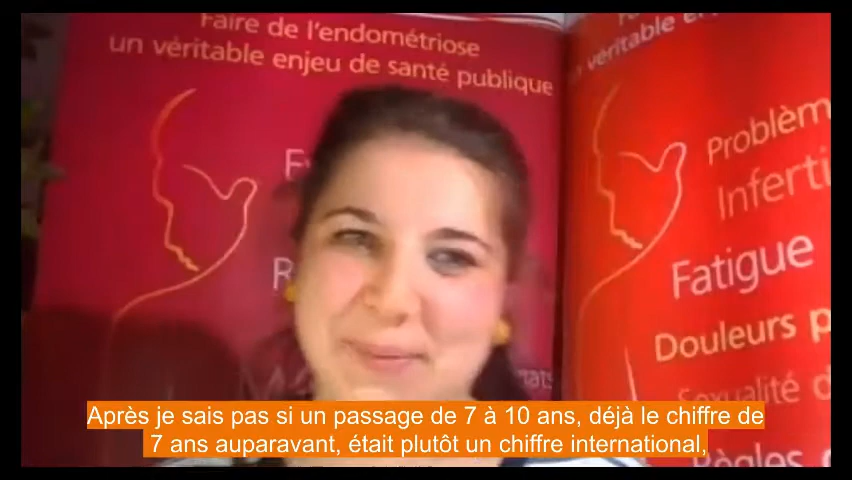 Faire de l'endométriose
un véritable enjeu de santé publique
un véritable
Problèm
Inferti
Fatigue
Douleurs p
Sexualité d
Règles
Après je sais pas si un passage de 7 à 10 ans, déjà le chiffre de
7 ans auparavant, était plutôt un chiffre international,